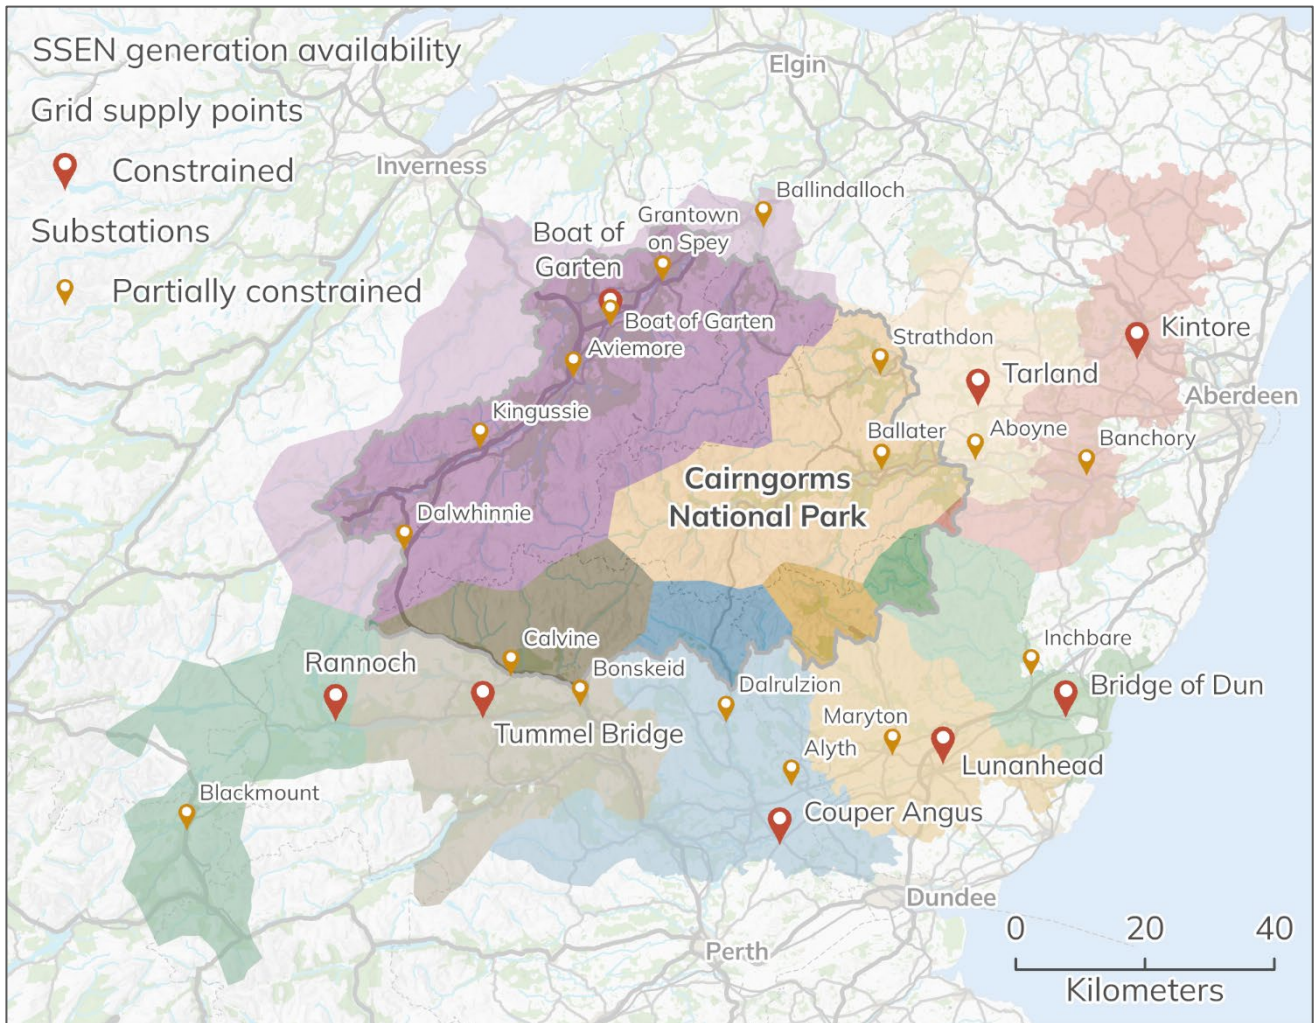 SSEN generation availability
Elgin
Grid supply points
Constrained
Inverness
Ballindalloch
Substations
Grantown
on Spey
Boat of
Garten
Partially constrained
Boat of Garten
Kintore
Strathdon
Aviemore
Tarland
Aberdeen
Kingussie
Ballater
Aboyne
Banchory
Cairngorms
National Park
Dalwhinnie
Calvine
Inchbare
Rannoch
Bonskeid
Dalrulzion
Bridge of Dun
Maryton
Tummel Bridge
Alyth
Lunanhead
Blackmount
Couper Angus
Dundee
0 20 40
Perth
Kilometers